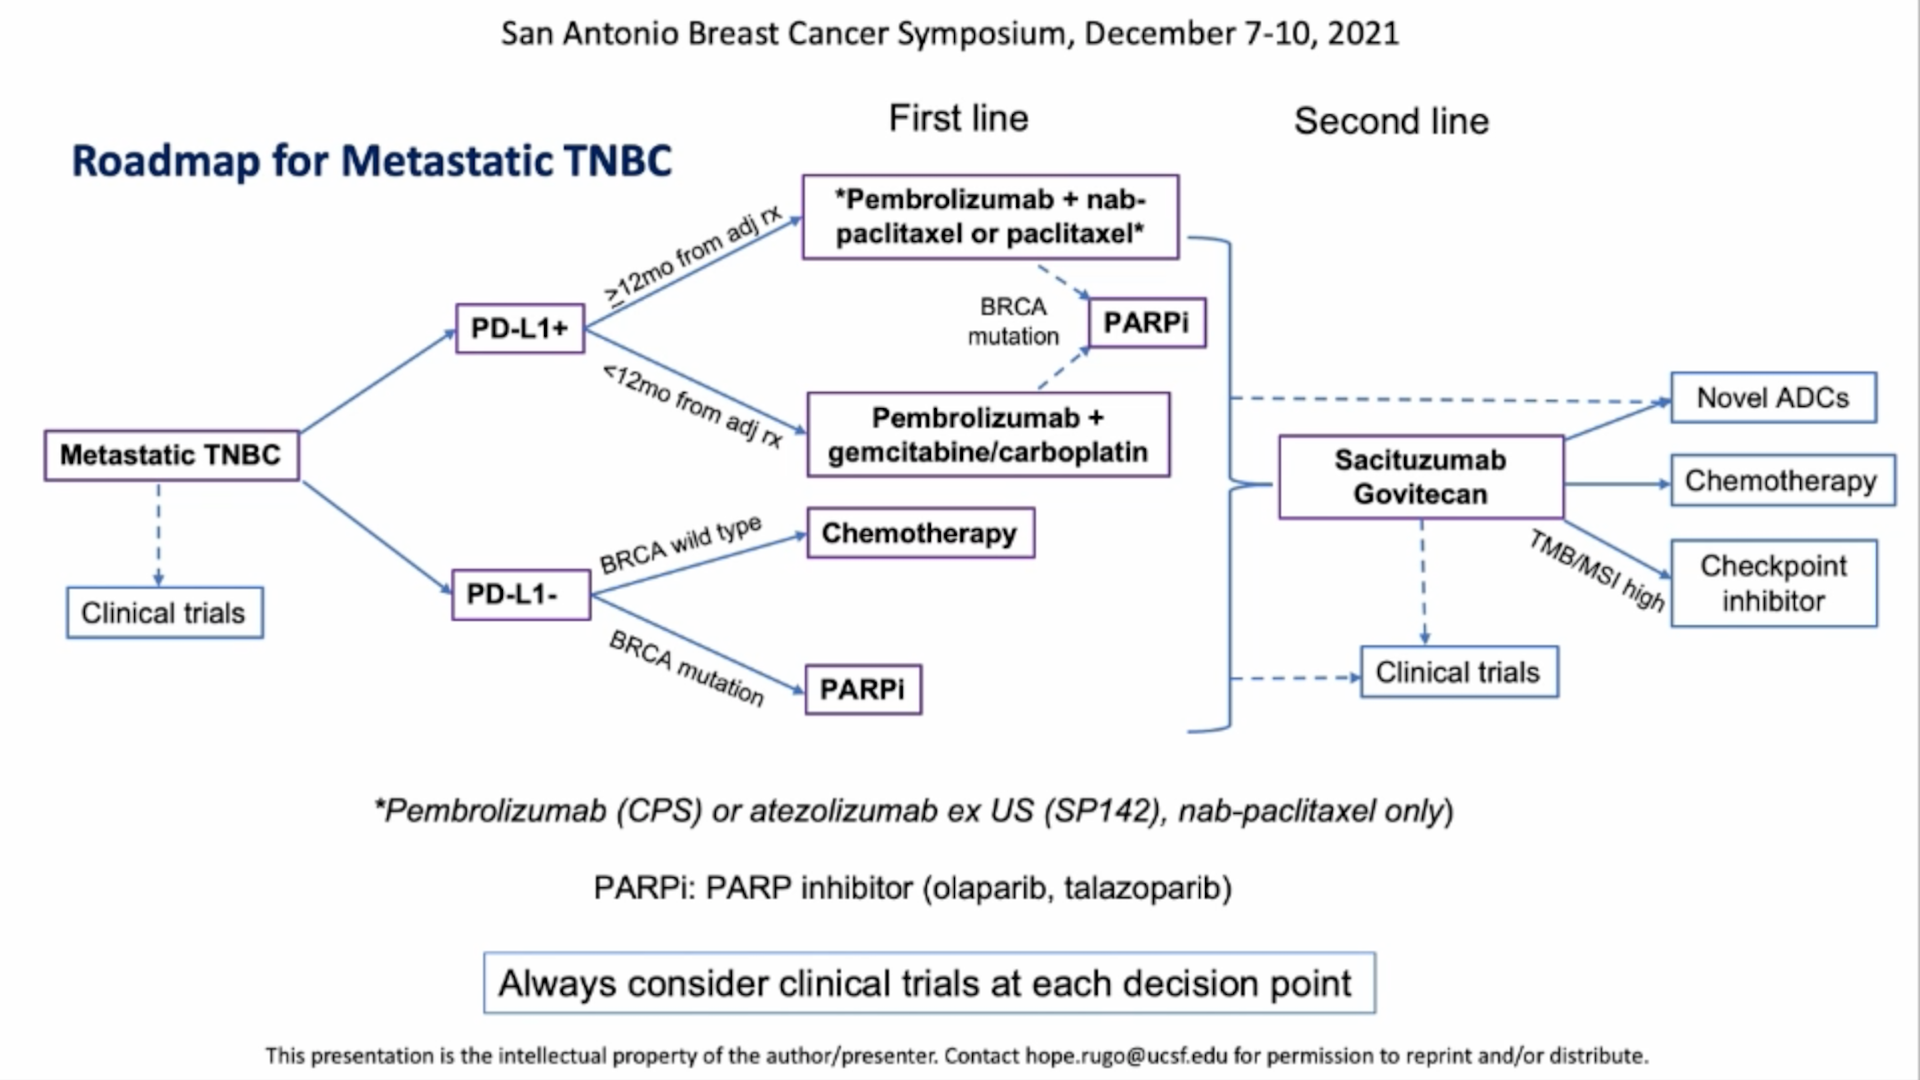 San Antonio Breast Cancer Symposium, December 7-10, 2021
First line
Second line
Roadmap for Metastatic TNBC
*Pembrolizumab + nab-
paclitaxel or paclitaxel*
≥12mo from adj rx
BRCA
mutation
PARPi
PD-L1+
<12mo from adj rx
Pembrolizumab +
gemcitabine/carboplatin
Metastatic TNBC
Clinical trials
PD-L1-
BRCA wild type
Chemotherapy
BRCA mutation
PARPi
Sacituzumab
Govitecan
Novel ADCs
Chemotherapy
TMB/MSI high
Checkpoint
inhibitor
Clinical trials
*Pembrolizumab (CPS) or atezolizumab ex US (SP142), nab-paclitaxel only)
PARPi: PARP inhibitor (olaparib, talazoparib)
Always consider clinical trials at each decision point
This presentation is the intellectual property of the author/presenter. Contact hope.rugo@ucsf.edu for permission to reprint and/or distribute.